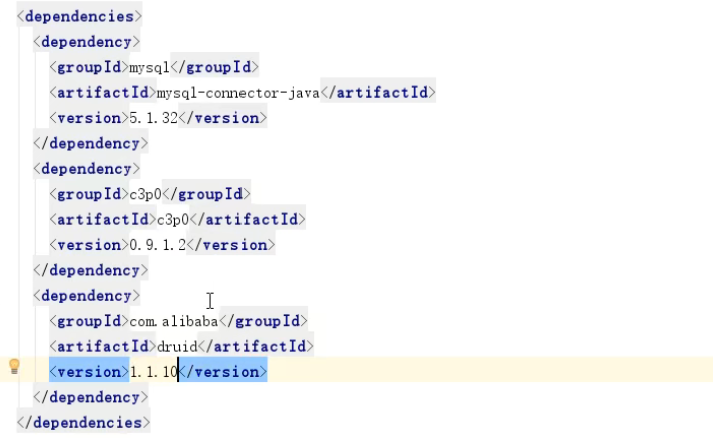 <dependencies>
<dependency>
<groupId>mysql</groupId>
<artifactId>mysql-connector-java</artifactId>
<version>5.1.32</version>
</dependency>
<dependency>
<groupId>c3p0</groupId>
<artifactId>c3p0</artifactId>
<version>0.9.1.2</version>
</dependency>
<dependency>
<groupId>com.alibaba</groupId>
<artifactId>druid</artifactId>
<version>1.1.10</version>
</dependency>
</dependencies>